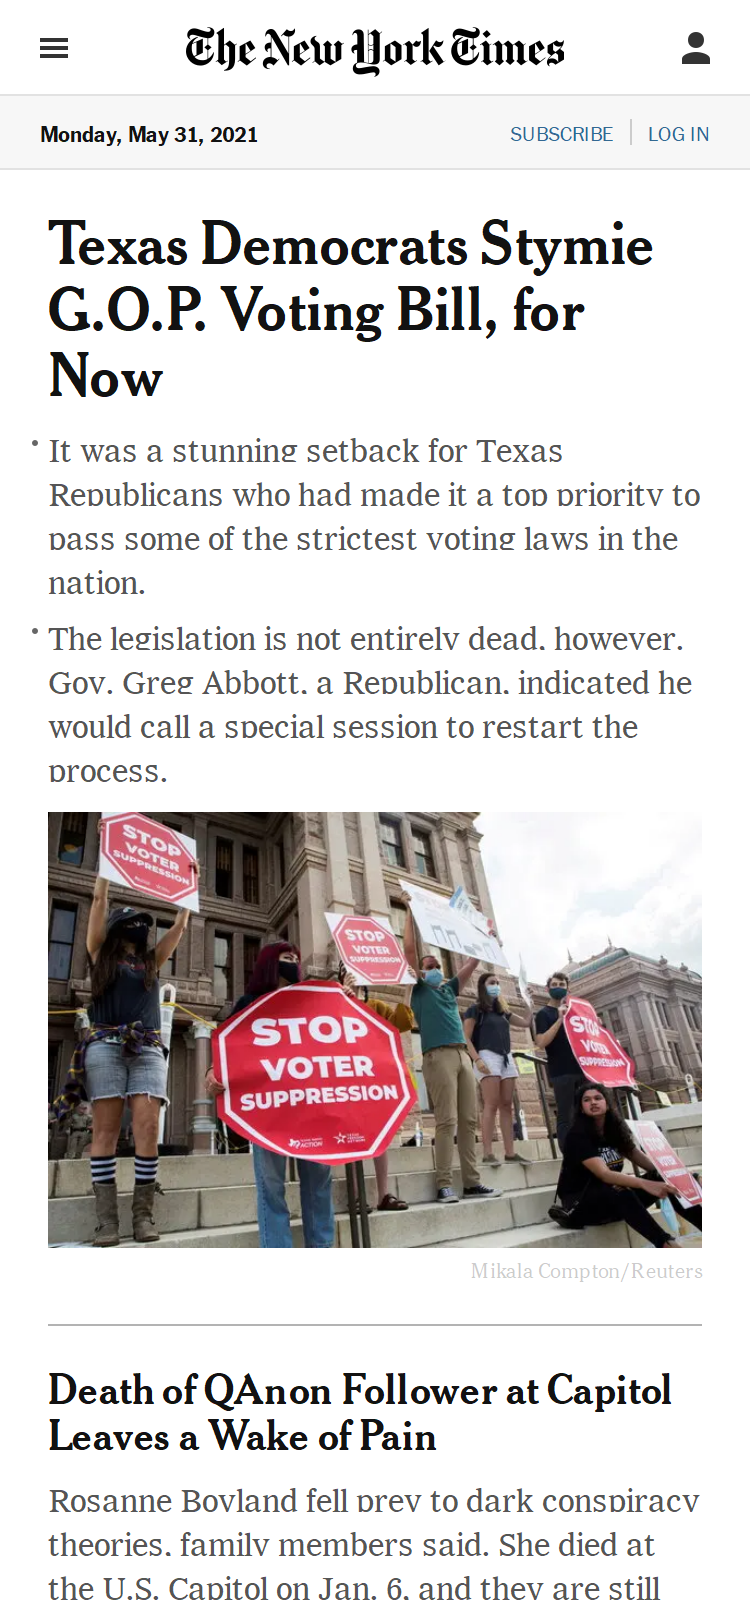 The New York Times
Monday, May 31, 2021
SUBSCRIBE
LOG IN
Texas Democrats Stymie
G.O.P. Voting Bill, for
Now
• It was a stunning setback for Texas
Republicans who had made it a top priority to
pass some of the strictest voting laws in the
nation.
• The legislation is not entirely dead, however.
Gov. Greg Abbott, a Republican, indicated he
would call a special session to restart the
process.
STOP
VOTER
SUPPRESSION
STOP
VOTER
SUPPRESSION
STOP
VOTER
SUPPRESSION
ACTION
STOP
VOTER
SUPPRESSION
Mikala Compton/Reuters
Death of QAnon Follower at Capitol
Leaves a Wake of Pain
Rosanne Boyland fell prey to dark conspiracy
theories, family members said. She died at
the U.S. Capitol on Jan. 6, and they are still